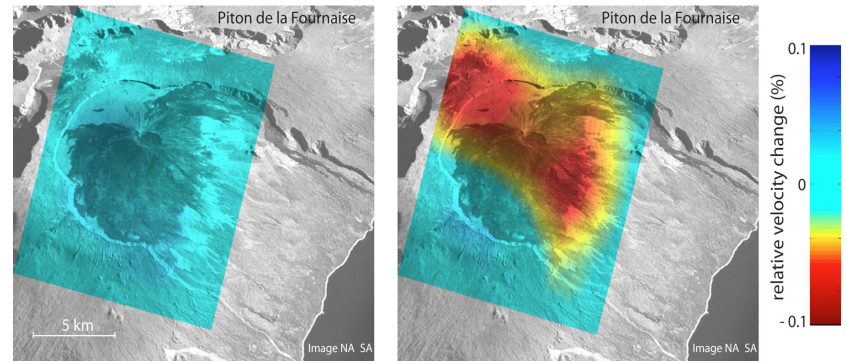 Piton de la Fournaise
5 km
Image NA SA
Piton de la Fournaise
Image NA SA
0.1
0
-0.1
relative velocity change (%)